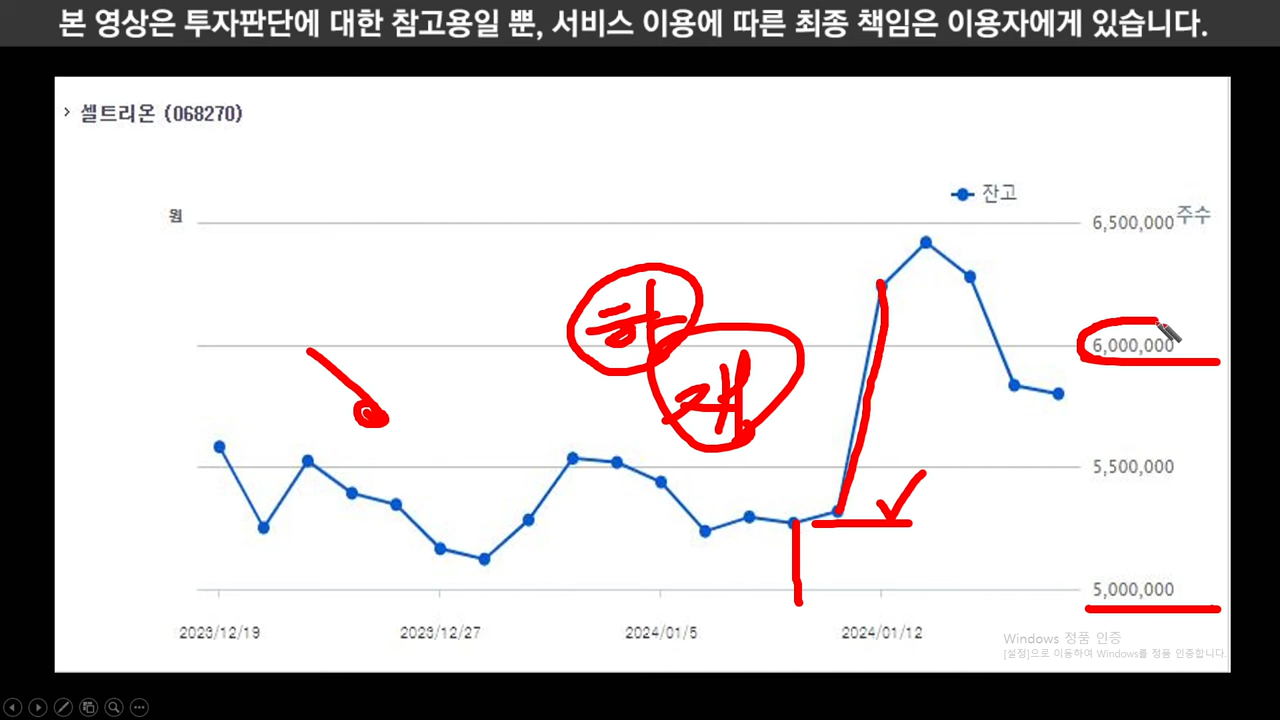 본 영상은 투자판단에 대한 참고용일 뿐, 서비스 이용에 따른 최종 책임은 이용자에게 있습니다.
셀트리온 (068270)
잔고
원
주수
6,500,000
6,000,000
5,500,000
5,000,000
하
재
2023/12/19
2023/12/27
2024/01/5
2024/01/12
Windows 정품 인증
[설정]으로 이동하여 Windows를 정품 인증합니다.